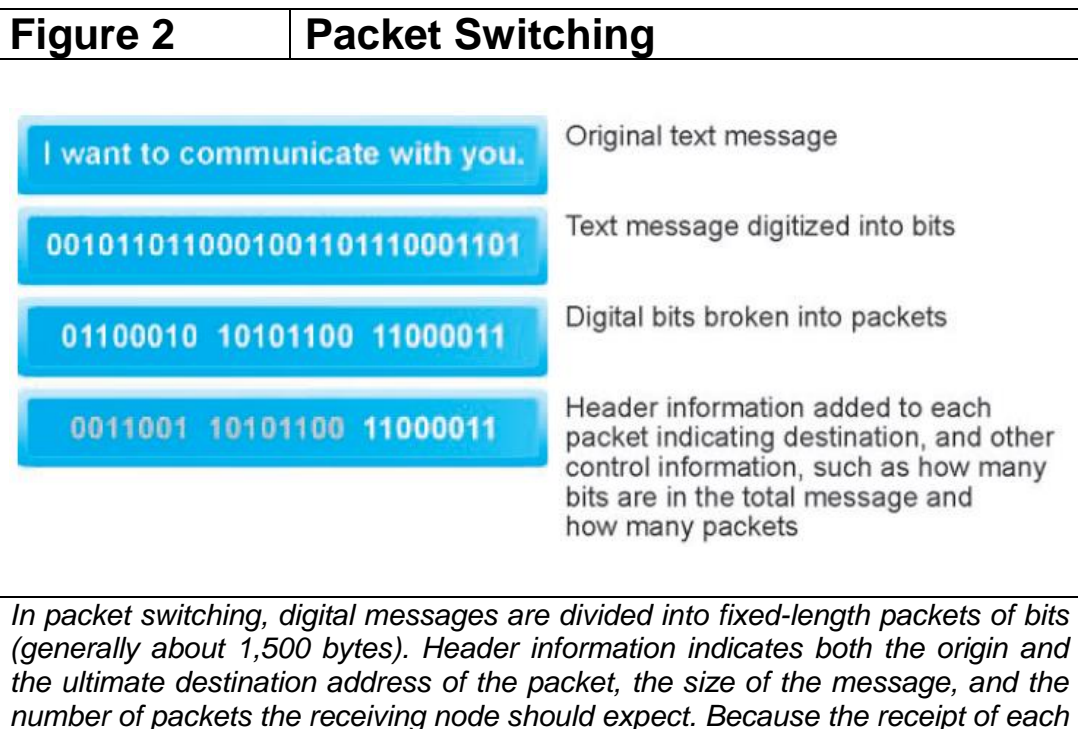 Figure 2 Packet Switching
I want to communicate with you.
Original text message
001011011000100110111000​1101
Text message digitized into bits
01100010 10101100 11000011
Digital bits broken into packets
0011001 10101100 11000011
Header information added to each
packet indicating destination, and other
control information, such as how many
bits are in the total message and
how many packets
In packet switching, digital messages are divided into fixed-length packets of bits
(generally about 1,500 bytes). Header information indicates both the origin and
the ultimate destination address of the packet, the size of the message, and the
number of packets the receiving node should expect. Because the receipt of each